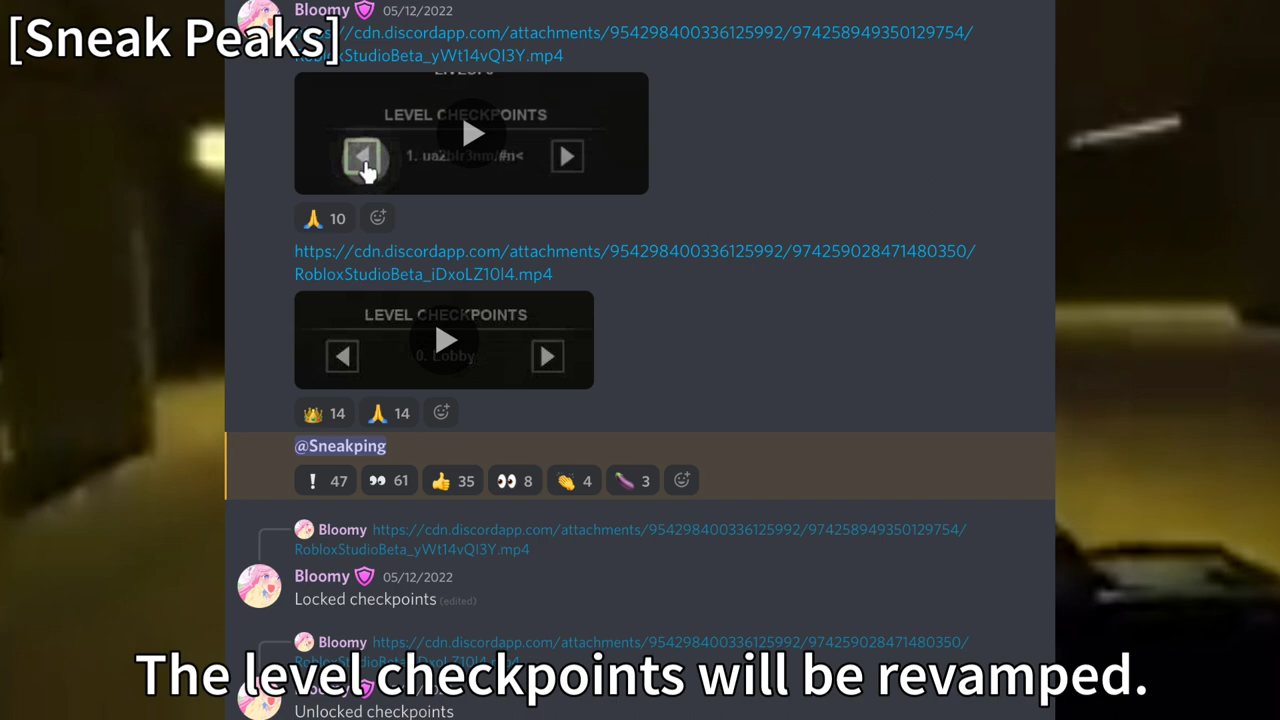 [Sneak Peaks]
Bloomy 05/12/2022
https://cdn.discordapp.com/attachments/954298400336125992/974258949350129754/
RobloxStudioBeta_yWt14vQI3Y.mp4
LEVEL CHECKPOINTS
1. ua2blr3nm/#n<
🙏 10
https://cdn.discordapp.com/attachments/954298400336125992/974259028471480350/
RobloxStudioBeta_iDxoLZ10I4.mp4
LEVEL CHECKPOINTS
0. Lobby
👑 14 🙏 14
@Sneakping
! 47 👀 61 👍 35 👀 8 👏 4 🍆 3
Bloomy https://cdn.discordapp.com/attachments/954298400336125992/974258949350129754/
RobloxStudioBeta_yWt14vQI3Y.mp4
Bloomy 05/12/2022
Locked checkpoints (edited)
Bloomy https://cdn.discordapp.com/attachments/954298400336125992/974259028471480350/
The level checkpoints will be revamped.
Unlocked checkpoints